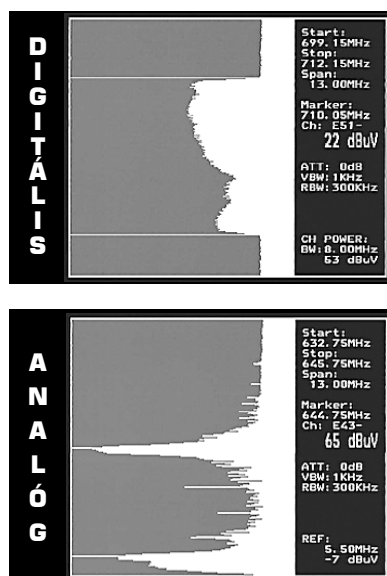 DIGITÁLIS
Start:
699.15MHz
Stop:
712.15MHz
Span:
13.00MHz
Marker:
710.05MHz
Ch: E51-
22 dBuV
ATT: 0dB
VBW:1KHz
RBW:300KHz
CH POWER:
BW:8.00MHz
53 dBuV
ANALÓG
Start:
632.75MHz
Stop:
645.75MHz
Span:
13.00MHz
Marker:
644.75MHz
Ch: E43-
65 dBuV
ATT: 0dB
VBW:1KHz
RBW:300KHz
REF:
5.50MHz
-7 dBuV